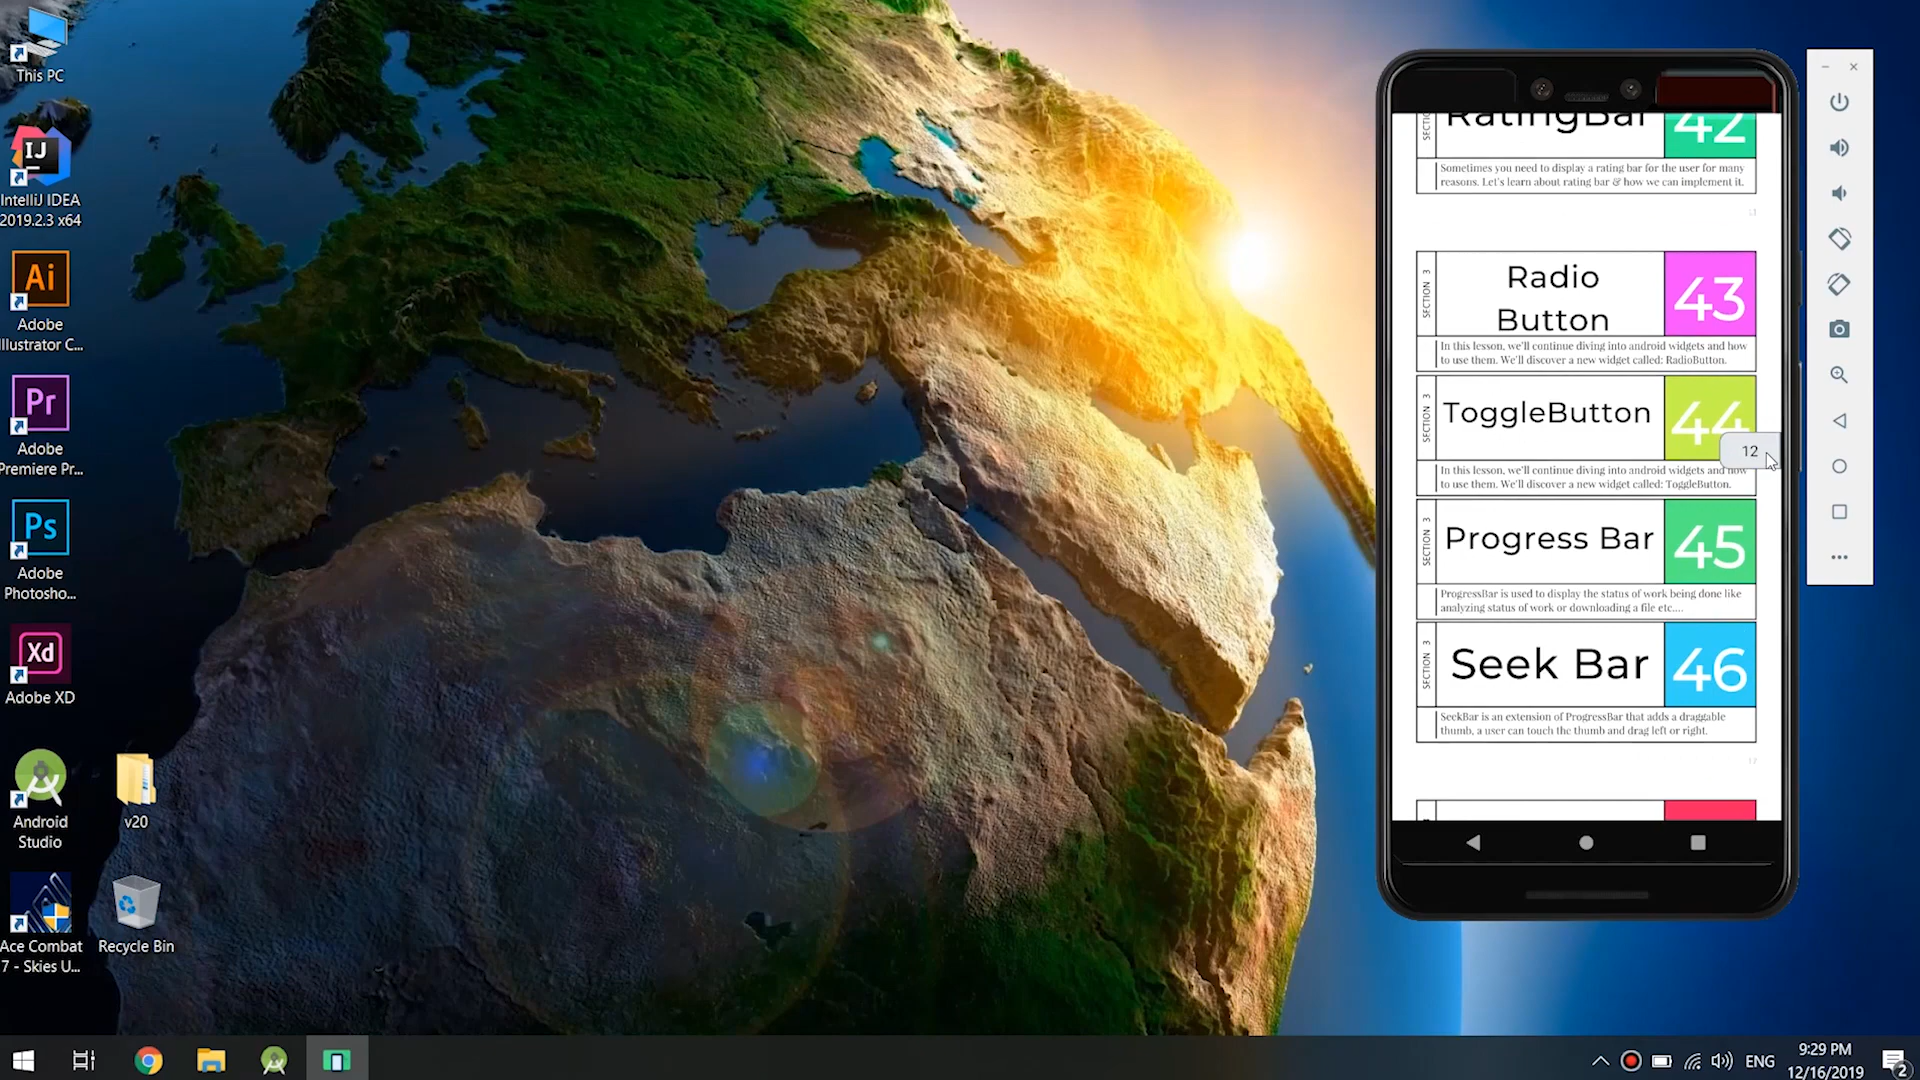 This PC
IJ
IntelliJ IDEA
2019.2.3 x64
Ai
Adobe
Illustrator C...
Pr
Adobe
Premiere Pr...
Ps
Adobe
Photosho...
Xd
Adobe XD
Android
Studio
v20
Ace Combat
7 - Skies U...
Recycle Bin
RatingBar
42
Sometimes you need to display a rating bar for the user for many
reasons. Let's learn about rating bar & how we can implement it.
SECTION 3
Radio
Button
43
In this lesson, we'll continue diving into android widgets and how
to use them. We'll discover a new widget called: RadioButton.
SECTION 3
ToggleButton
44
12
In this lesson, we'll continue diving into android widgets and how
to use them. We'll discover a new widget called: ToggleButton.
SECTION 3
Progress Bar
45
ProgressBar is used to display the status of work being done like
analyzing status of work or downloading a file etc....
SECTION 3
Seek Bar
46
SeekBar is an extension of ProgressBar that adds a draggable
thumb, a user can touch the thumb and drag left or right.
ENG
9:29 PM
12/16/2019
2